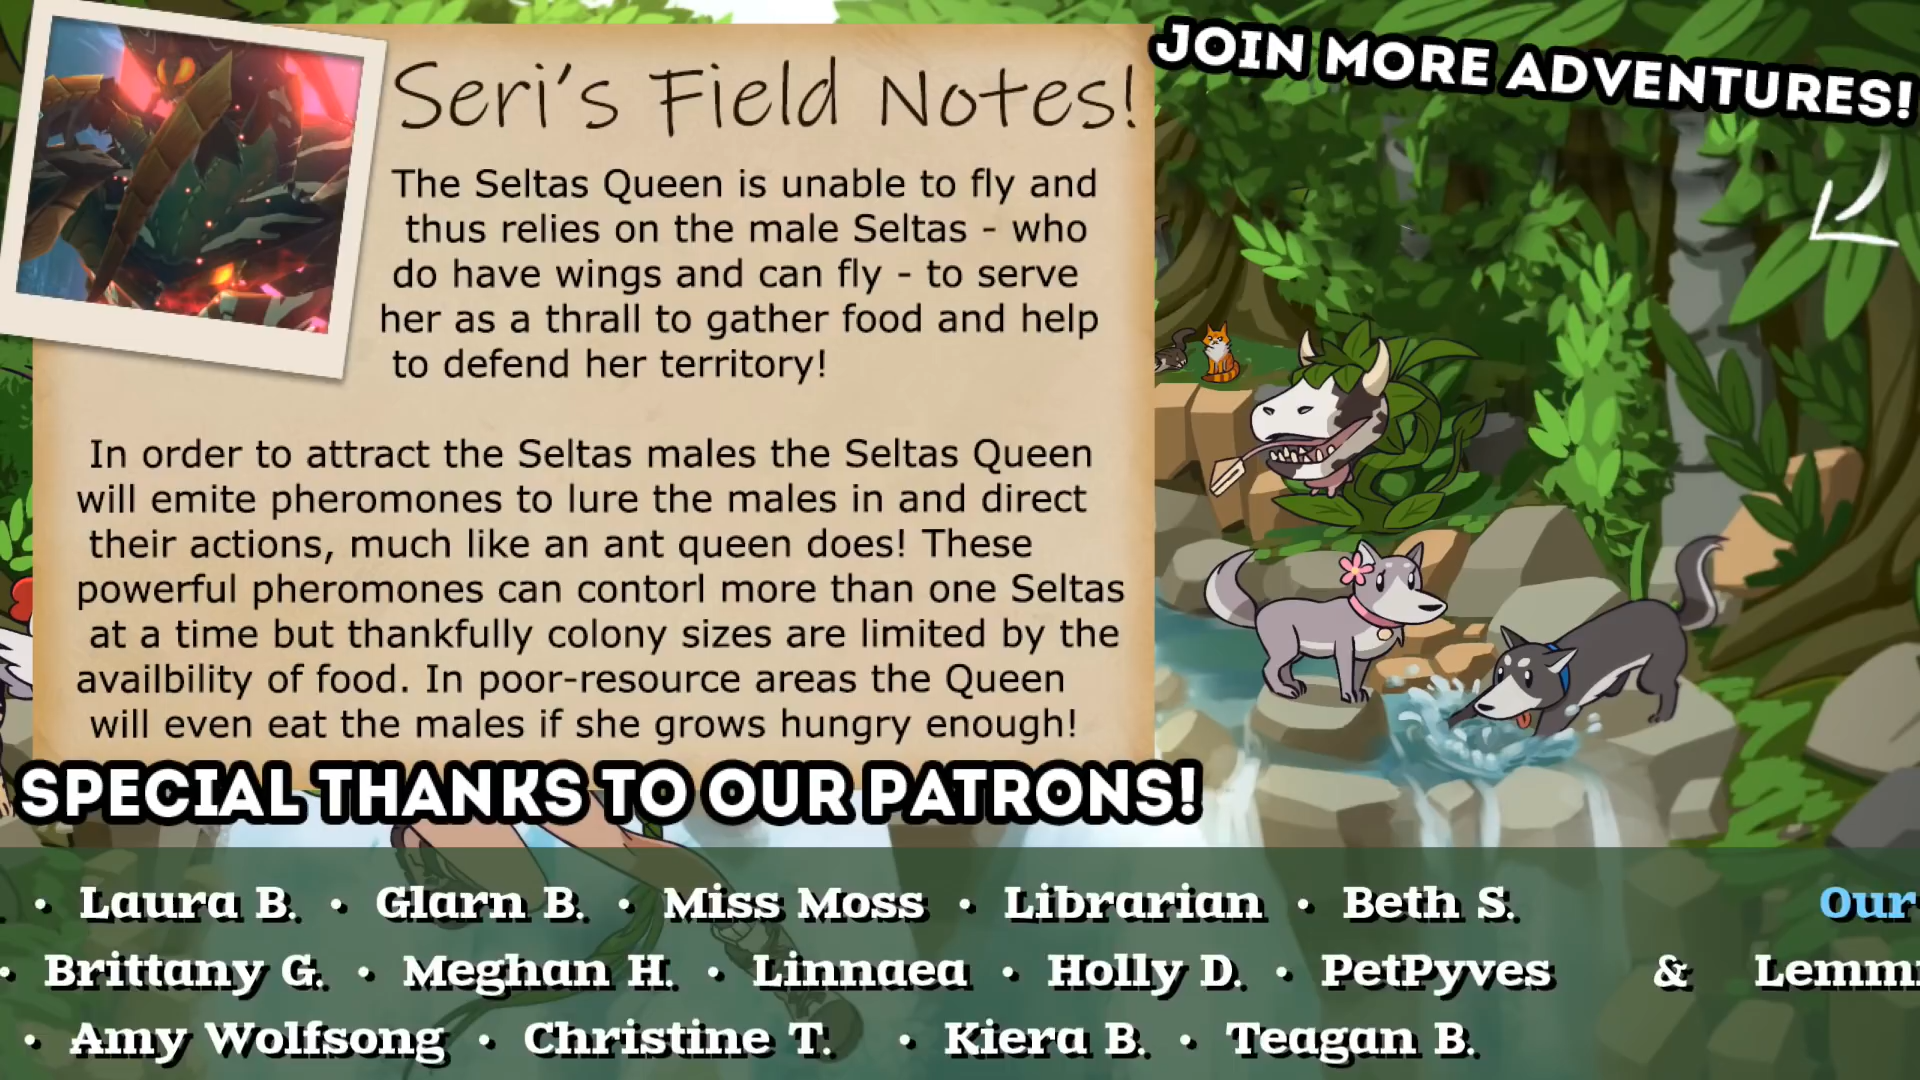 Seri's Field Notes!
JOIN MORE ADVENTURES!
The Seltas Queen is unable to fly and
thus relies on the male Seltas - who
do have wings and can fly - to serve
her as a thrall to gather food and help
to defend her territory!
In order to attract the Seltas males the Seltas Queen
will emite pheromones to lure the males in and direct
their actions, much like an ant queen does! These
powerful pheromones can contorl more than one Seltas
at a time but thankfully colony sizes are limited by the
availbility of food. In poor-resource areas the Queen
will even eat the males if she grows hungry enough!
SPECIAL THANKS TO OUR PATRONS!
• Laura B. • Glarn B. • Miss Moss • Librarian • Beth S. Our
• Brittany G. • Meghan H. • Linnaea • Holly D. • PetPyves & Lemm
• Amy Wolfsong • Christine T. • Kiera B. • Teagan B.